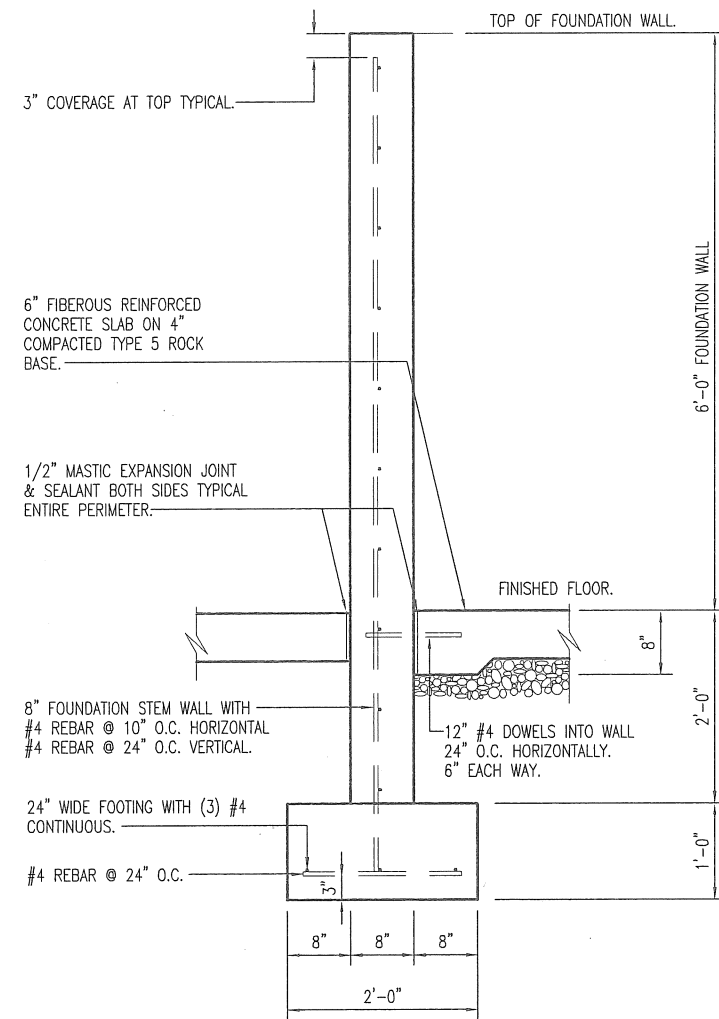 TOP OF FOUNDATION WALL.
3" COVERAGE AT TOP TYPICAL.
6'-0" FOUNDATION WALL
6" FIBEROUS REINFORCED
CONCRETE SLAB ON 4"
COMPACTED TYPE 5 ROCK
BASE.
1/2" MASTIC EXPANSION JOINT
& SEALANT BOTH SIDES TYPICAL
ENTIRE PERIMETER.
FINISHED FLOOR.
8"
2'-0"
8" FOUNDATION STEM WALL WITH
#4 REBAR @ 10" O.C. HORIZONTAL
#4 REBAR @ 24" O.C. VERTICAL.
12" #4 DOWELS INTO WALL
24" O.C. HORIZONTALLY.
6" EACH WAY.
24" WIDE FOOTING WITH (3) #4
CONTINUOUS.
#4 REBAR @ 24" O.C.
3"
1'-0"
8"
8"
8"
2'-0"